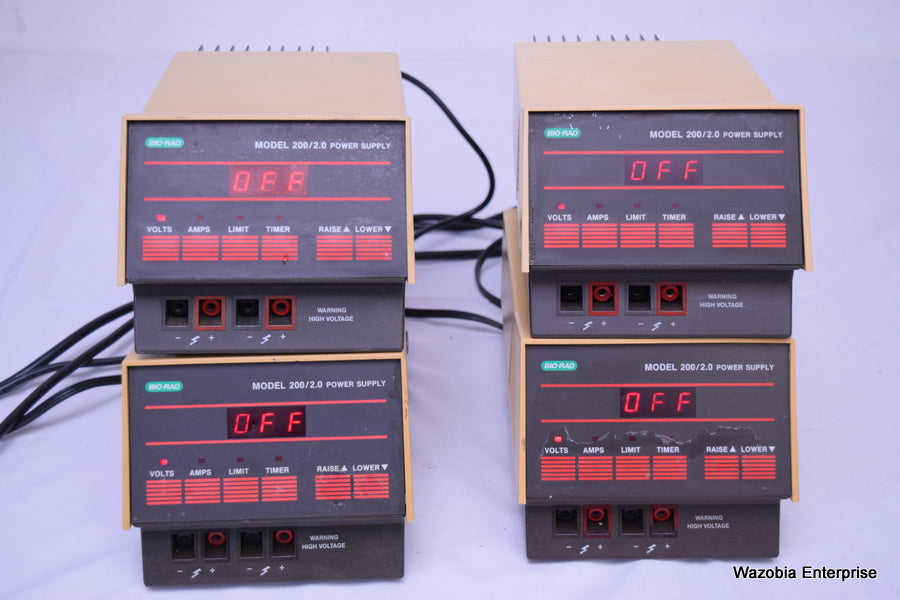 BIO-RAD
MODEL 200/2.0 POWER SUPPLY
OFF
VOLTS AMPS LIMIT TIMER RAISE ▲ LOWER ▼
WARNING
HIGH VOLTAGE
− + − +
BIO-RAD
MODEL 200/2.0 POWER SUPPLY
OFF
VOLTS AMPS LIMIT TIMER RAISE ▲ LOWER ▼
WARNING
HIGH VOLTAGE
− + − +
BIO-RAD
MODEL 200/2.0 POWER SUPPLY
OFF
VOLTS AMPS LIMIT TIMER RAISE ▲ LOWER ▼
WARNING
HIGH VOLTAGE
− + − +
BIO-RAD
MODEL 200/2.0 POWER SUPPLY
OFF
VOLTS AMPS LIMIT TIMER RAISE ▲ LOWER ▼
WARNING
HIGH VOLTAGE
− + − +
Wazobia Enterprise